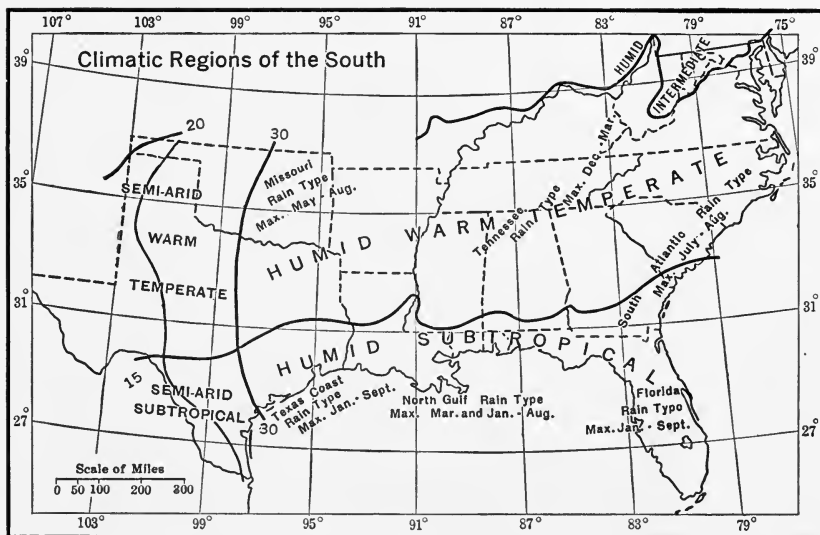 107° 103° 99° 95° 91° 87° 83° 79° 75°
Climatic Regions of the South
39°
39°
HUMID
INTERMEDIATE
20
30
35°
35°
SEMI-ARID
WARM
TEMPERATE
Missouri
Rain Type
Max. May - Aug.
HUMID WARM TEMPERATE
Tennessee
Rain Type
Max. Dec. - Mar.
South Atlantic Rain Type
Max. July - Aug.
31°
31°
HUMID SUBTROPICAL
15
SEMI-ARID
SUBTROPICAL
30
Texas Coast
Rain Type
Max. Jan. - Sept.
North Gulf Rain Type
Max. Mar. and Jan. - Aug.
Florida
Rain Typo
Max. Jan. - Sept.
27°
27°
Scale of Miles
0 50 100 200 300
103° 99° 95° 91° 87° 83° 79°